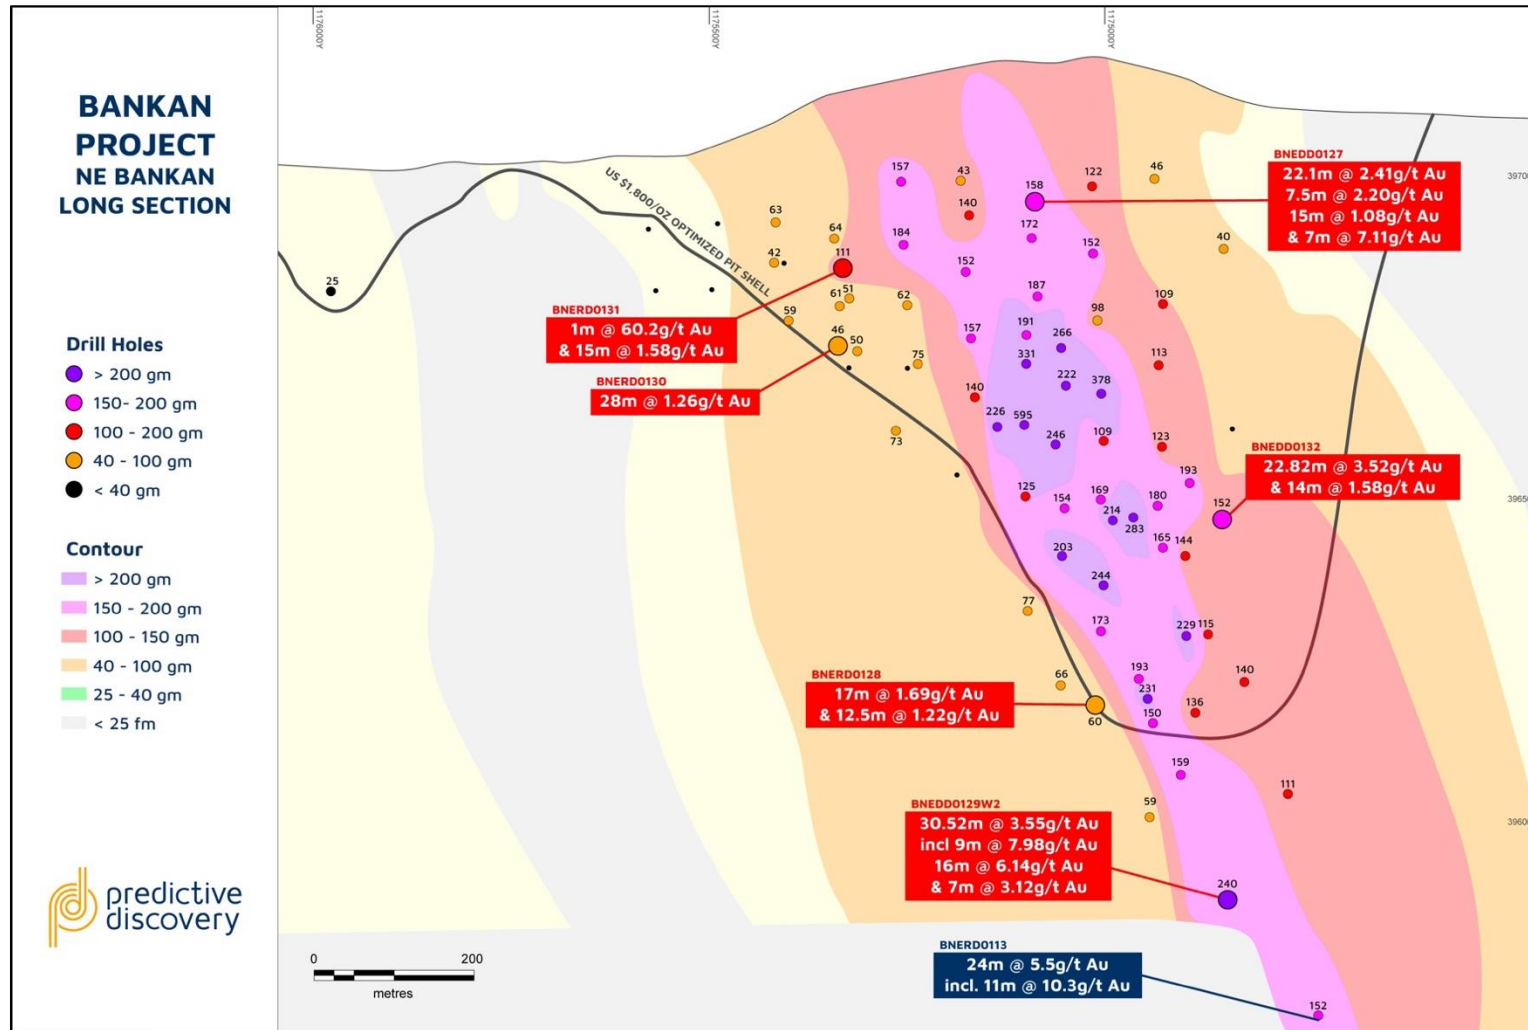 BANKAN
PROJECT
NE BANKAN
LONG SECTION
Drill Holes
> 200 gm
150- 200 gm
100 - 200 gm
40 - 100 gm
< 40 gm
Contour
> 200 gm
150 - 200 gm
100 - 150 gm
40 - 100 gm
25 - 40 gm
< 25 fm
predictive
discovery
1176000Y
1175500Y
1175000Y
US $1,800/OZ OPTIMIZED PIT SHELL
3970
3965
3960
BNEDD0127
22.1m @ 2.41g/t Au
7.5m @ 2.20g/t Au
15m @ 1.08g/t Au
& 7m @ 7.11g/t Au
BNERD0131
1m @ 60.2g/t Au
& 15m @ 1.58g/t Au
BNERD0130
28m @ 1.26g/t Au
BNEDD0132
22.82m @ 3.52g/t Au
& 14m @ 1.58g/t Au
BNERD0128
17m @ 1.69g/t Au
& 12.5m @ 1.22g/t Au
BNEDD0129W2
30.52m @ 3.55g/t Au
incl 9m @ 7.98g/t Au
16m @ 6.14g/t Au
& 7m @ 3.12g/t Au
BNERD0113
24m @ 5.5g/t Au
incl. 11m @ 10.3g/t Au
157
43
122
46
158
140
63
64
172
184
152
40
111
42
152
25
187
51
61
62
109
59
98
191
266
46
50
157
75
331
113
222
378
140
226
595
73
246
109
123
193
125
154
169
180
152
214
283
203
165
144
244
77
173
229
115
193
66
231
140
60
150
136
159
59
111
240
152
0
200
metres